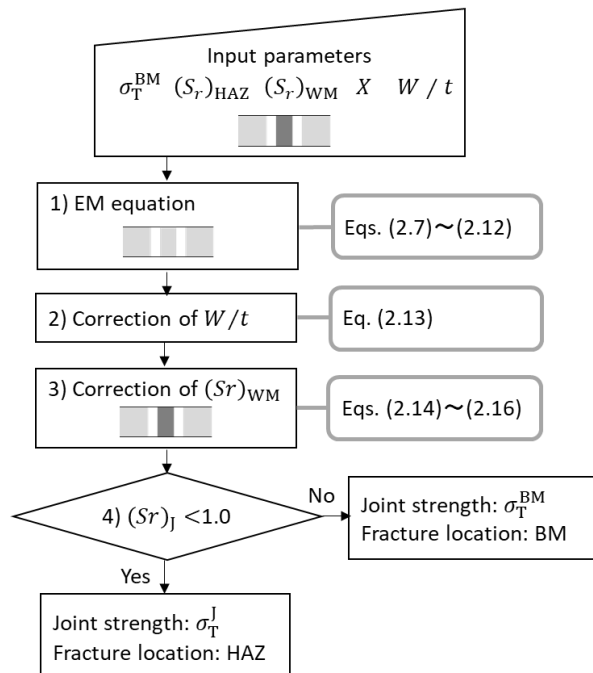 Input parameters
σ_T^BM (S_r)_HAZ (S_r)_WM X W / t
1) EM equation
Eqs. (2.7)~(2.12)
2) Correction of W/t
Eq. (2.13)
3) Correction of (Sr)_WM
Eqs. (2.14)~(2.16)
4) (Sr)_J <1.0
No
Joint strength: σ_T^BM
Fracture location: BM
Yes
Joint strength: σ_T^J
Fracture location: HAZ